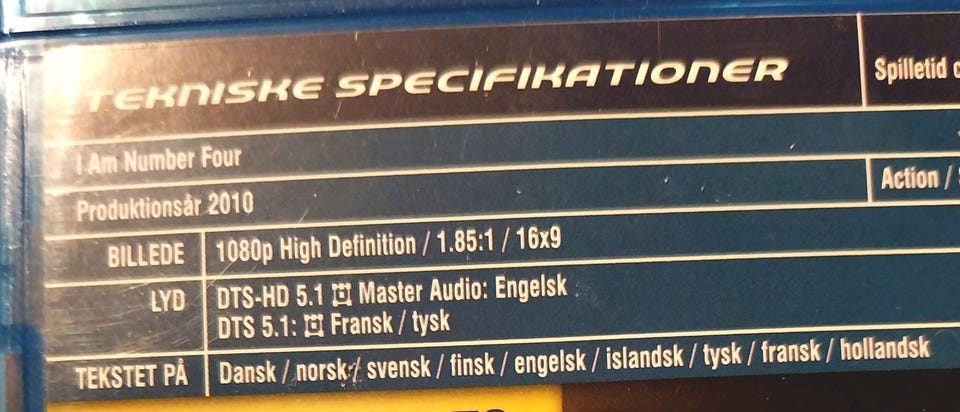 TEKNISKE SPECIFIKATIONER
Spilletid
I Am Number Four
Produktionsår 2010
Action /
BILLEDE 1080p High Definition / 1.85:1 / 16x9
LYD DTS-HD 5.1 Master Audio: Engelsk
DTS 5.1: Fransk / tysk
TEKSTET PÅ Dansk / norsk / svensk / finsk / engelsk / islandsk / tysk / fransk / hollandsk